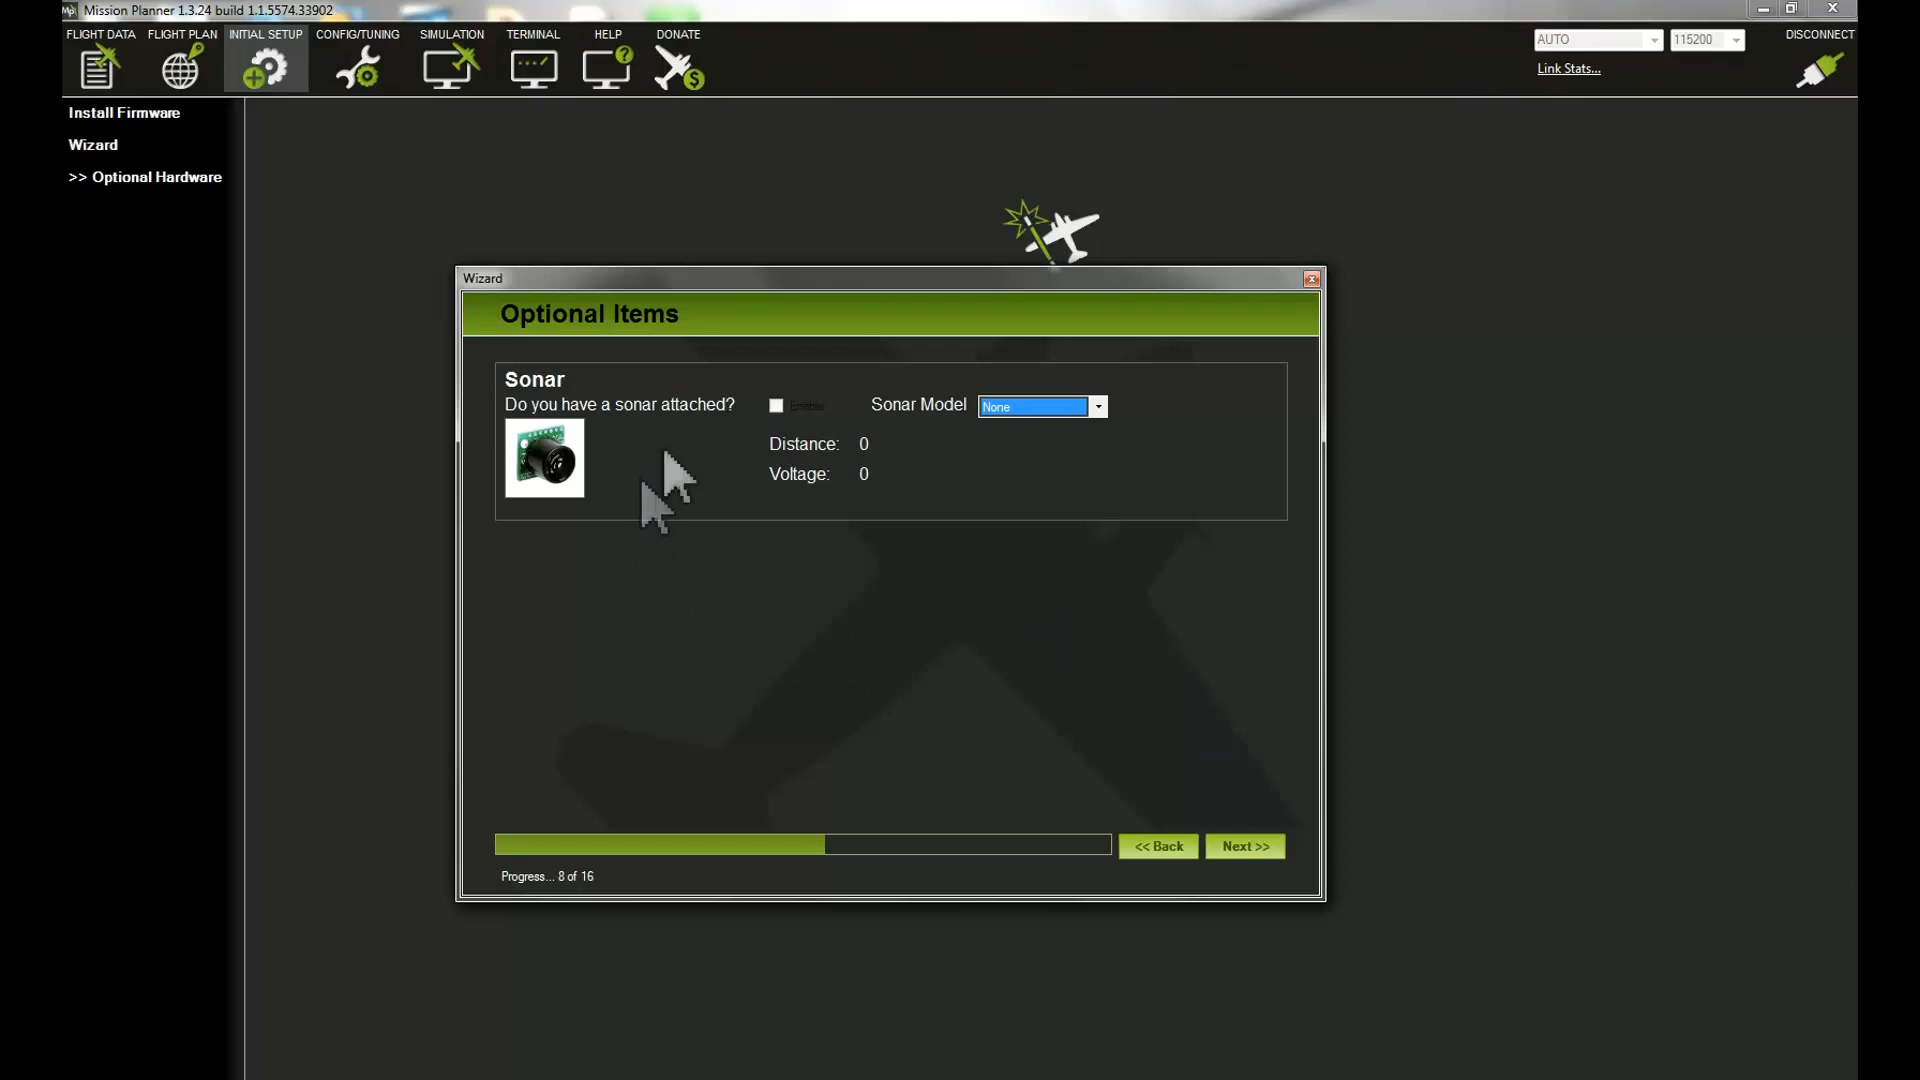 Mission Planner 1.3.24 build 1.1.5574.33902
FLIGHT DATA FLIGHT PLAN INITIAL SETUP CONFIG/TUNING SIMULATION TERMINAL HELP DONATE
AUTO 115200 DISCONNECT
Link Stats...
Install Firmware
Wizard
>> Optional Hardware
Wizard
Optional Items
Sonar
Do you have a sonar attached? Enable Sonar Model None
Distance: 0
Voltage: 0
<< Back Next >>
Progress... 8 of 16